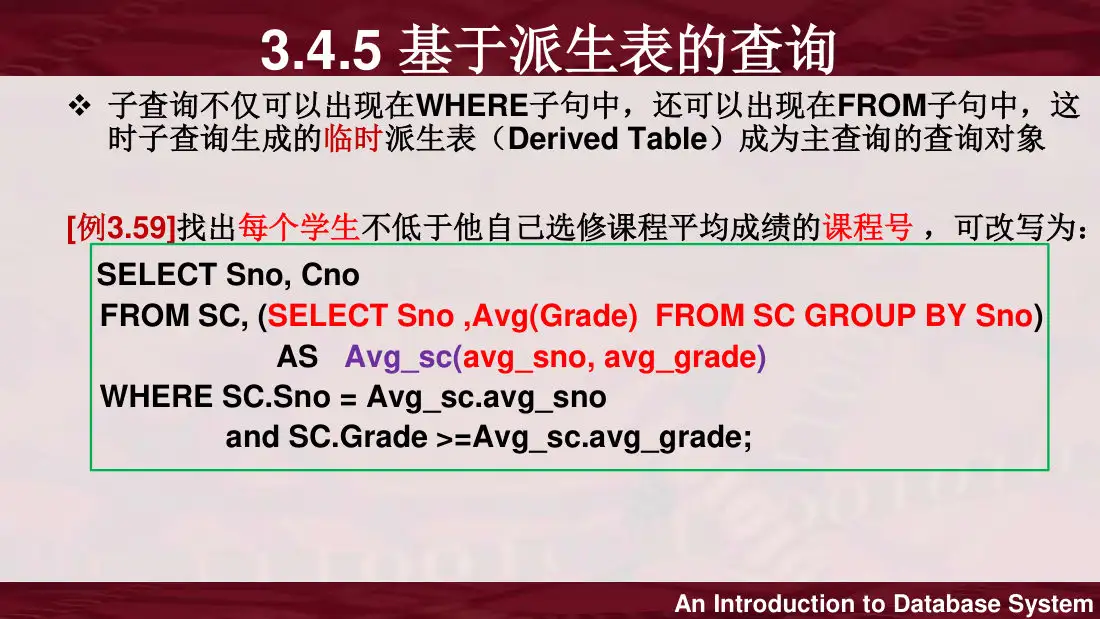 3.4.5 基于派生表的查询
❖ 子查询不仅可以出现在WHERE子句中，还可以出现在FROM子句中，这
时子查询生成的临时派生表（Derived Table）成为主查询的查询对象
[例3.59]找出每个学生不低于他自己选修课程平均成绩的课程号 ，可改写为：
SELECT Sno, Cno
FROM SC, (SELECT Sno ,Avg(Grade) FROM SC GROUP BY Sno)
AS Avg_sc(avg_sno, avg_grade)
WHERE SC.Sno = Avg_sc.avg_sno
and SC.Grade >=Avg_sc.avg_grade;
An Introduction to Database System